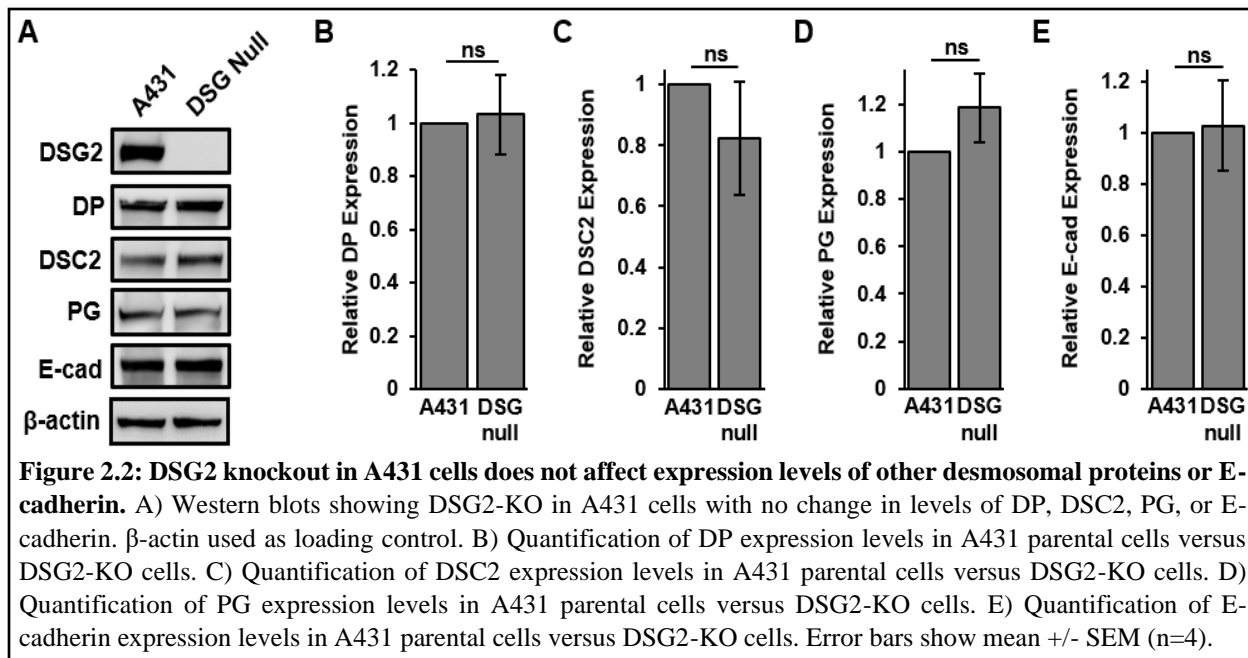 A
A431
DSG Null
DSG2
DP
DSC2
PG
E-cad
β-actin
B
ns
Relative DP Expression
1.2
1
0.8
0.6
0.4
0.2
0
A431 DSG
null
C
ns
Relative DSC2 Expression
1
0.8
0.6
0.4
0.2
0
A431 DSG
null
D
ns
Relative PG Expression
1.2
1
0.8
0.6
0.4
0.2
0
A431 DSG
null
E
ns
Relative E-cad Expression
1.2
1
0.8
0.6
0.4
0.2
0
A431 DSG
null
Figure 2.2: DSG2 knockout in A431 cells does not affect expression levels of other desmosomal proteins or E-
cadherin. A) Western blots showing DSG2-KO in A431 cells with no change in levels of DP, DSC2, PG, or E-
cadherin. β-actin used as loading control. B) Quantification of DP expression levels in A431 parental cells versus
DSG2-KO cells. C) Quantification of DSC2 expression levels in A431 parental cells versus DSG2-KO cells. D)
Quantification of PG expression levels in A431 parental cells versus DSG2-KO cells. E) Quantification of E-
cadherin expression levels in A431 parental cells versus DSG2-KO cells. Error bars show mean +/- SEM (n=4).